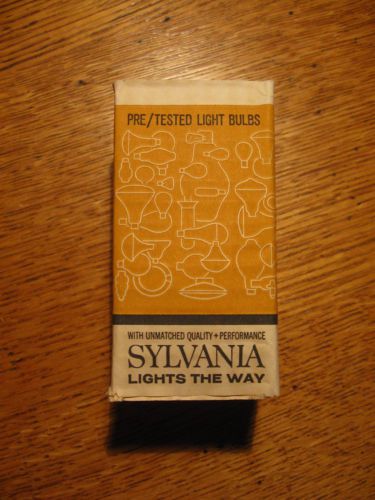 PRE/TESTED LIGHT BULBS
WITH UNMATCHED QUALITY + PERFORMANCE
SYLVANIA
LIGHTS THE WAY